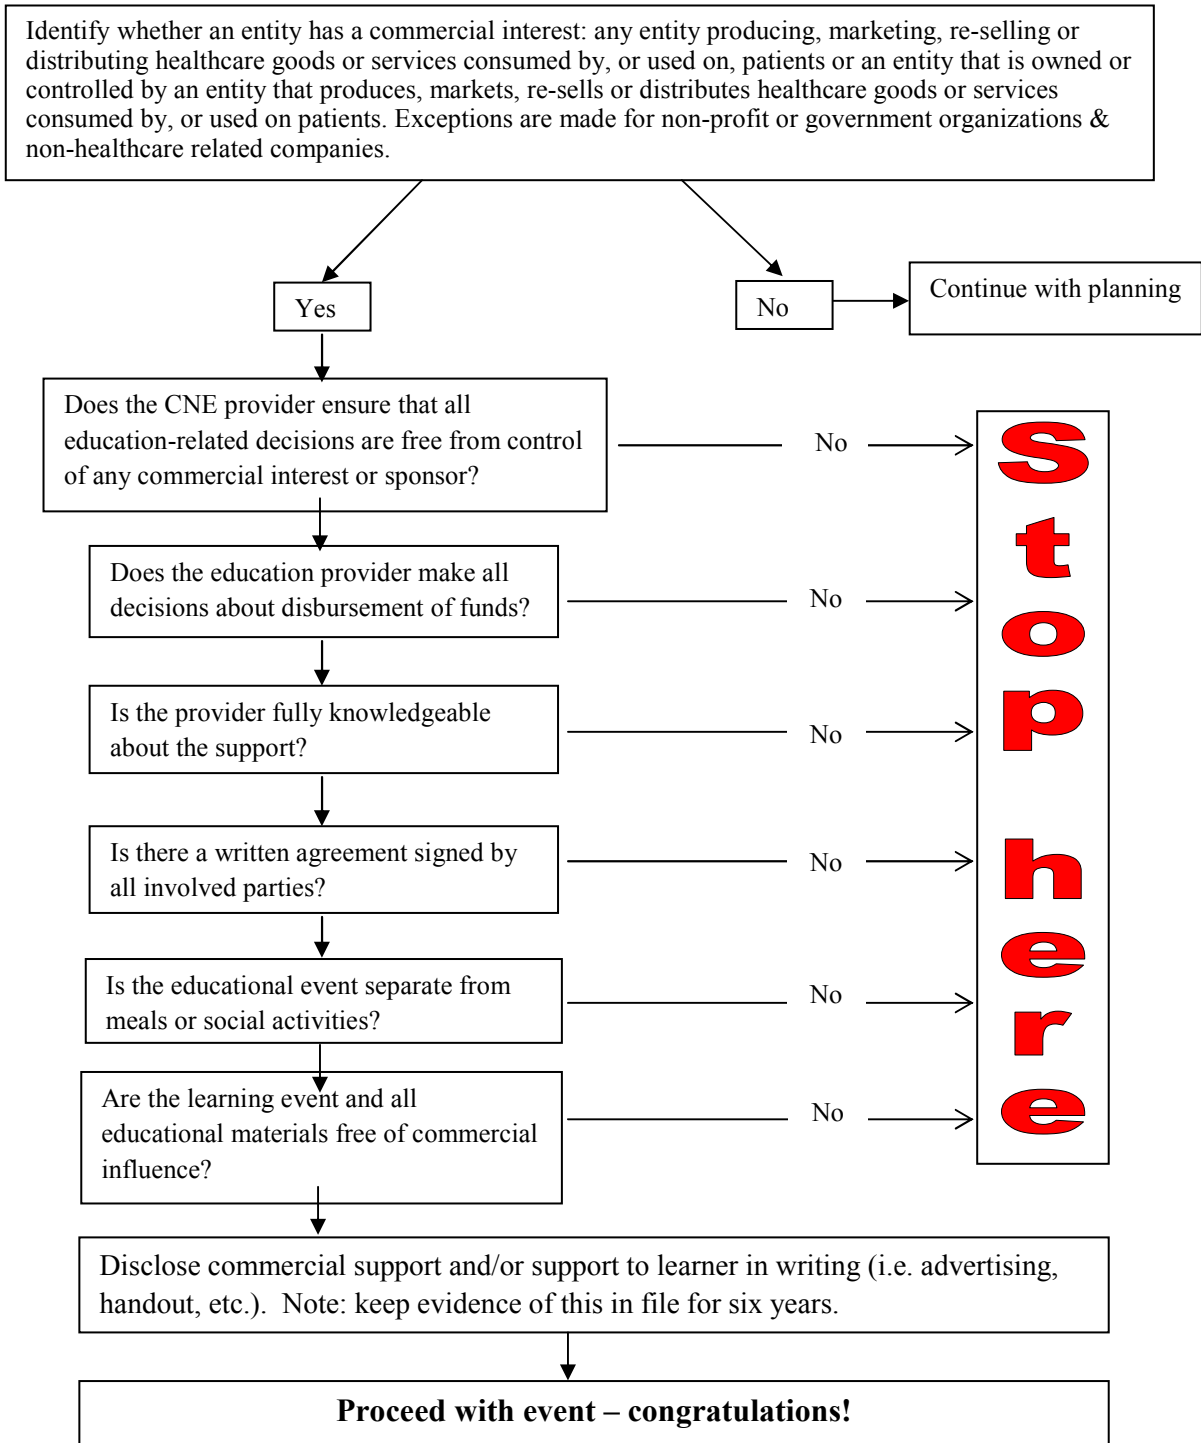 Identify whether an entity has a commercial interest: any entity producing, marketing, re-selling or
distributing healthcare goods or services consumed by, or used on, patients or an entity that is owned or
controlled by an entity that produces, markets, re-sells or distributes healthcare goods or services
consumed by, or used on patients. Exceptions are made for non-profit or government organizations &
non-healthcare related companies.
Yes
No
Continue with planning
Does the CNE provider ensure that all
education-related decisions are free from control
of any commercial interest or sponsor?
No
Does the education provider make all
decisions about disbursement of funds?
No
Is the provider fully knowledgeable
about the support?
No
Is there a written agreement signed by
all involved parties?
No
Is the educational event separate from
meals or social activities?
No
Are the learning event and all
educational materials free of commercial
influence?
No
Stop here
Disclose commercial support and/or support to learner in writing (i.e. advertising,
handout, etc.). Note: keep evidence of this in file for six years.
Proceed with event – congratulations!